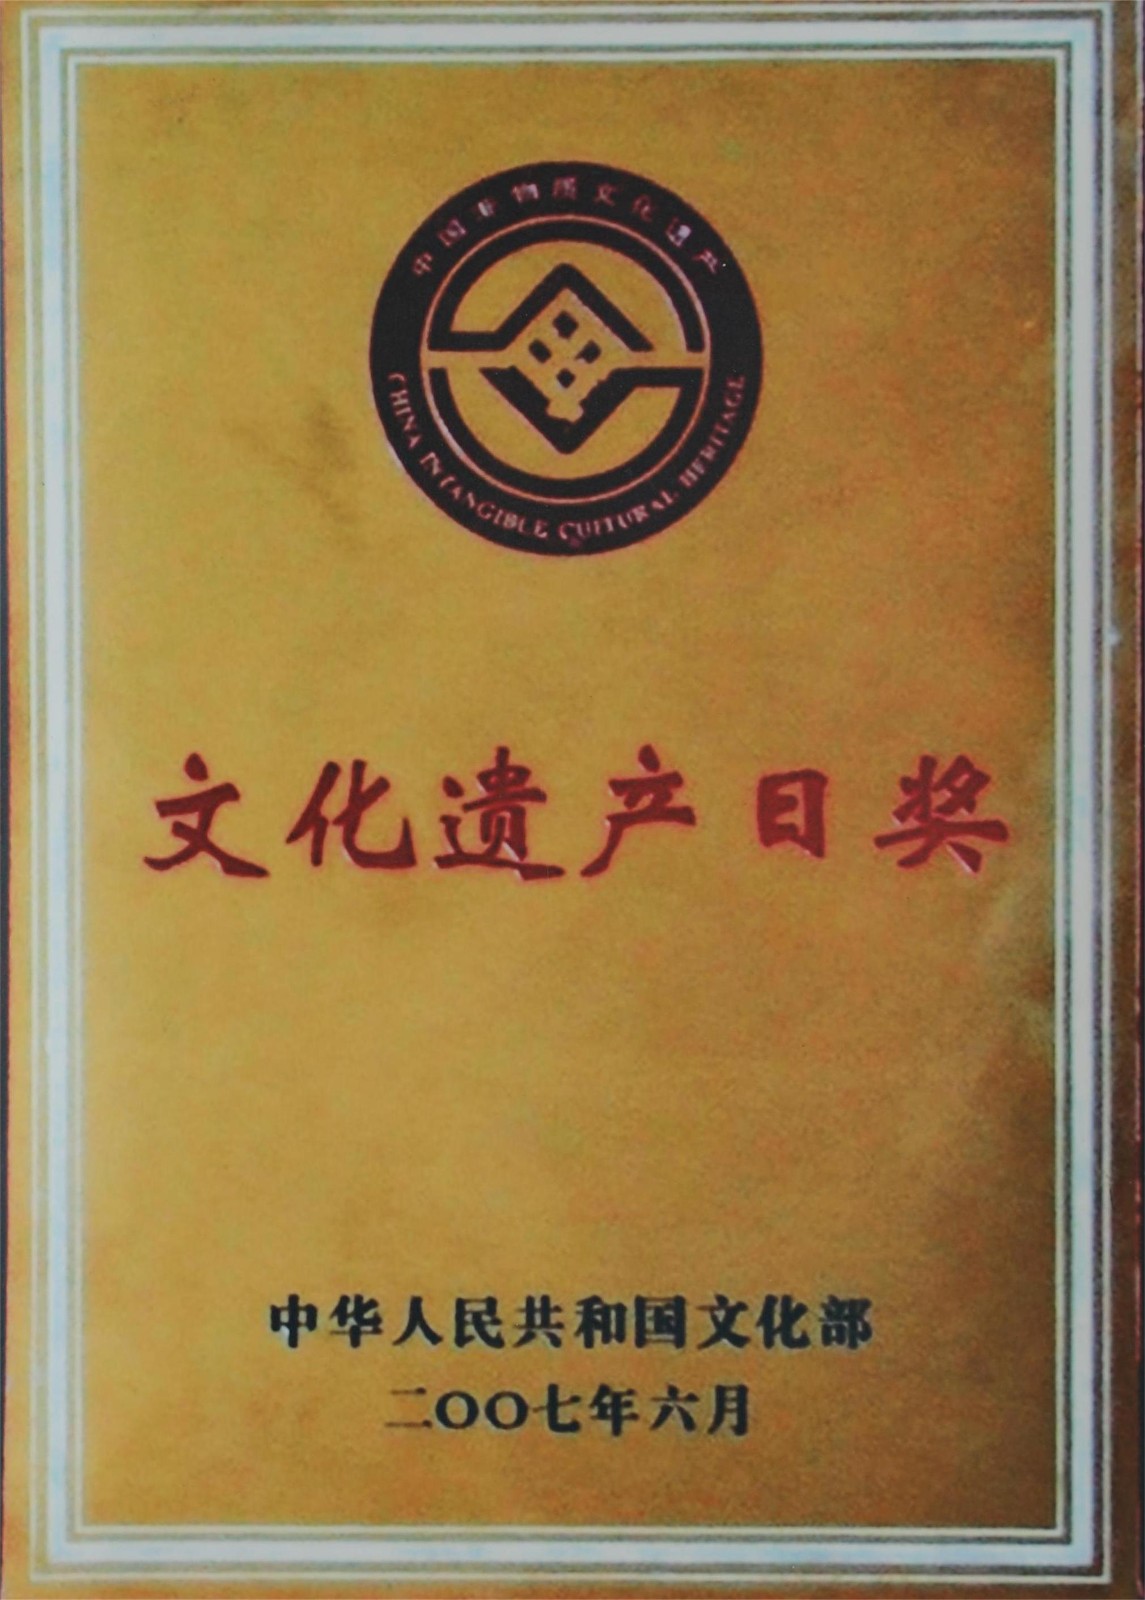 中国非物质文化遗产
CHINA INTANGIBLE CULTURAL HERITAGE
文化遗产日奖
中华人民共和国文化部
二〇〇七年六月